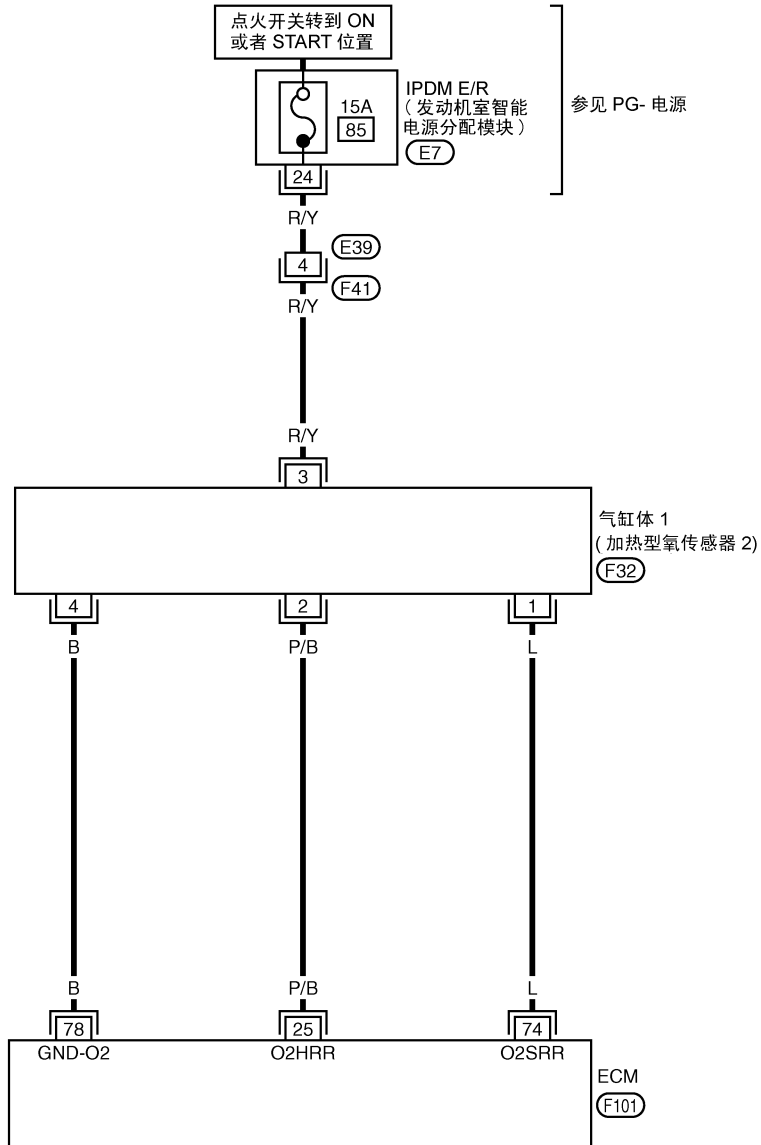 点火开关转到 ON
或者 START 位置
15A
85
IPDM E/R
（发动机室智能
电源分配模块）
E7
参见 PG- 电源
24
R/Y
E39
4
F41
R/Y
R/Y
3
气缸体 1
(加热型氧传感器 2)
F32
4
2
1
B
P/B
L
B
P/B
L
78
25
74
GND-O2
O2HRR
O2SRR
ECM
F101